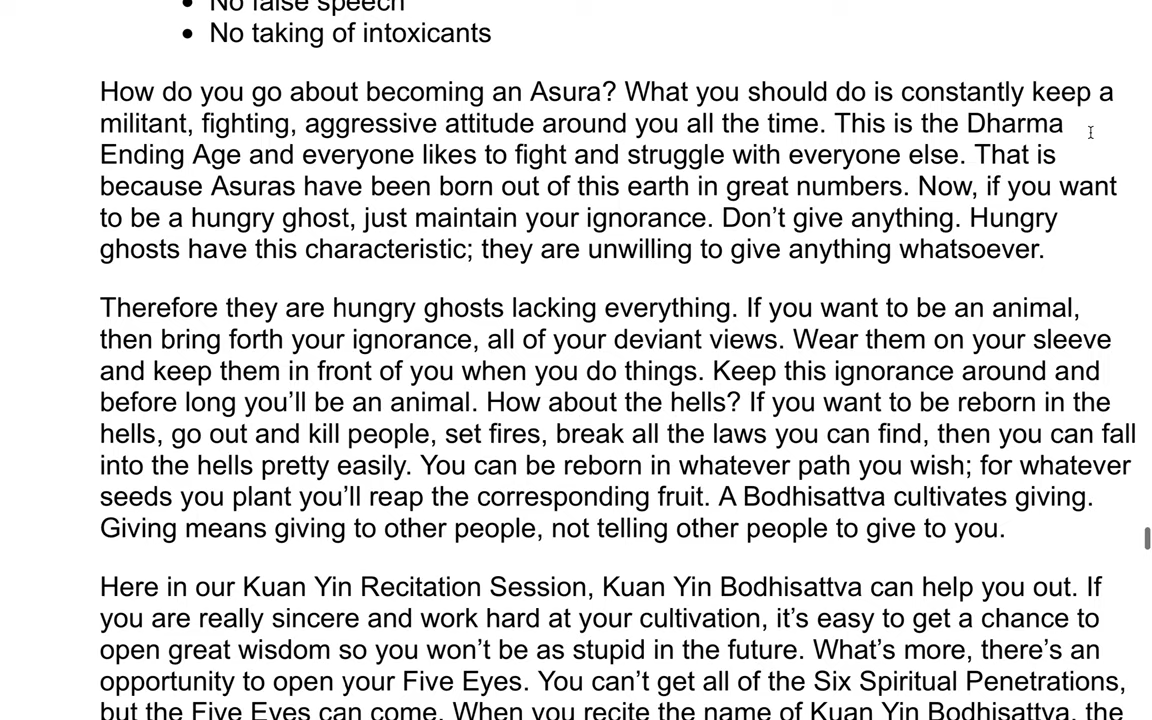 • No false speech
• No taking of intoxicants
How do you go about becoming an Asura? What you should do is constantly keep a
militant, fighting, aggressive attitude around you all the time. This is the Dharma
Ending Age and everyone likes to fight and struggle with everyone else. That is
because Asuras have been born out of this earth in great numbers. Now, if you want
to be a hungry ghost, just maintain your ignorance. Don’t give anything. Hungry
ghosts have this characteristic; they are unwilling to give anything whatsoever.
Therefore they are hungry ghosts lacking everything. If you want to be an animal,
then bring forth your ignorance, all of your deviant views. Wear them on your sleeve
and keep them in front of you when you do things. Keep this ignorance around and
before long you’ll be an animal. How about the hells? If you want to be reborn in the
hells, go out and kill people, set fires, break all the laws you can find, then you can fall
into the hells pretty easily. You can be reborn in whatever path you wish; for whatever
seeds you plant you’ll reap the corresponding fruit. A Bodhisattva cultivates giving.
Giving means giving to other people, not telling other people to give to you.
Here in our Kuan Yin Recitation Session, Kuan Yin Bodhisattva can help you out. If
you are really sincere and work hard at your cultivation, it’s easy to get a chance to
open great wisdom so you won’t be as stupid in the future. What’s more, there’s an
opportunity to open your Five Eyes. You can’t get all of the Six Spiritual Penetrations,
but the Five Eyes can come. When you recite the name of Kuan Yin Bodhisattva, the